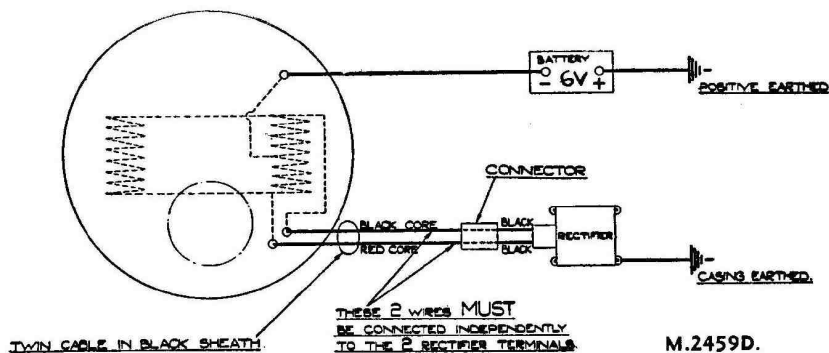 BATTERY
- 6V +
POSITIVE EARTHED
CONNECTOR
BLACK CORE
BLACK
RECTIFIER
RED CORE
BLACK
CASING EARTHED.
TWIN CABLE IN BLACK SHEATH.
THESE 2 WIRES MUST
BE CONNECTED INDEPENDENTLY
TO THE 2 RECTIFIER TERMINALS.
M.2459D.